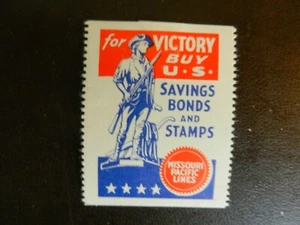 for VICTORY
BUY
U.S.
SAVINGS
BONDS
AND
STAMPS
MISSOURI
PACIFIC
LINES